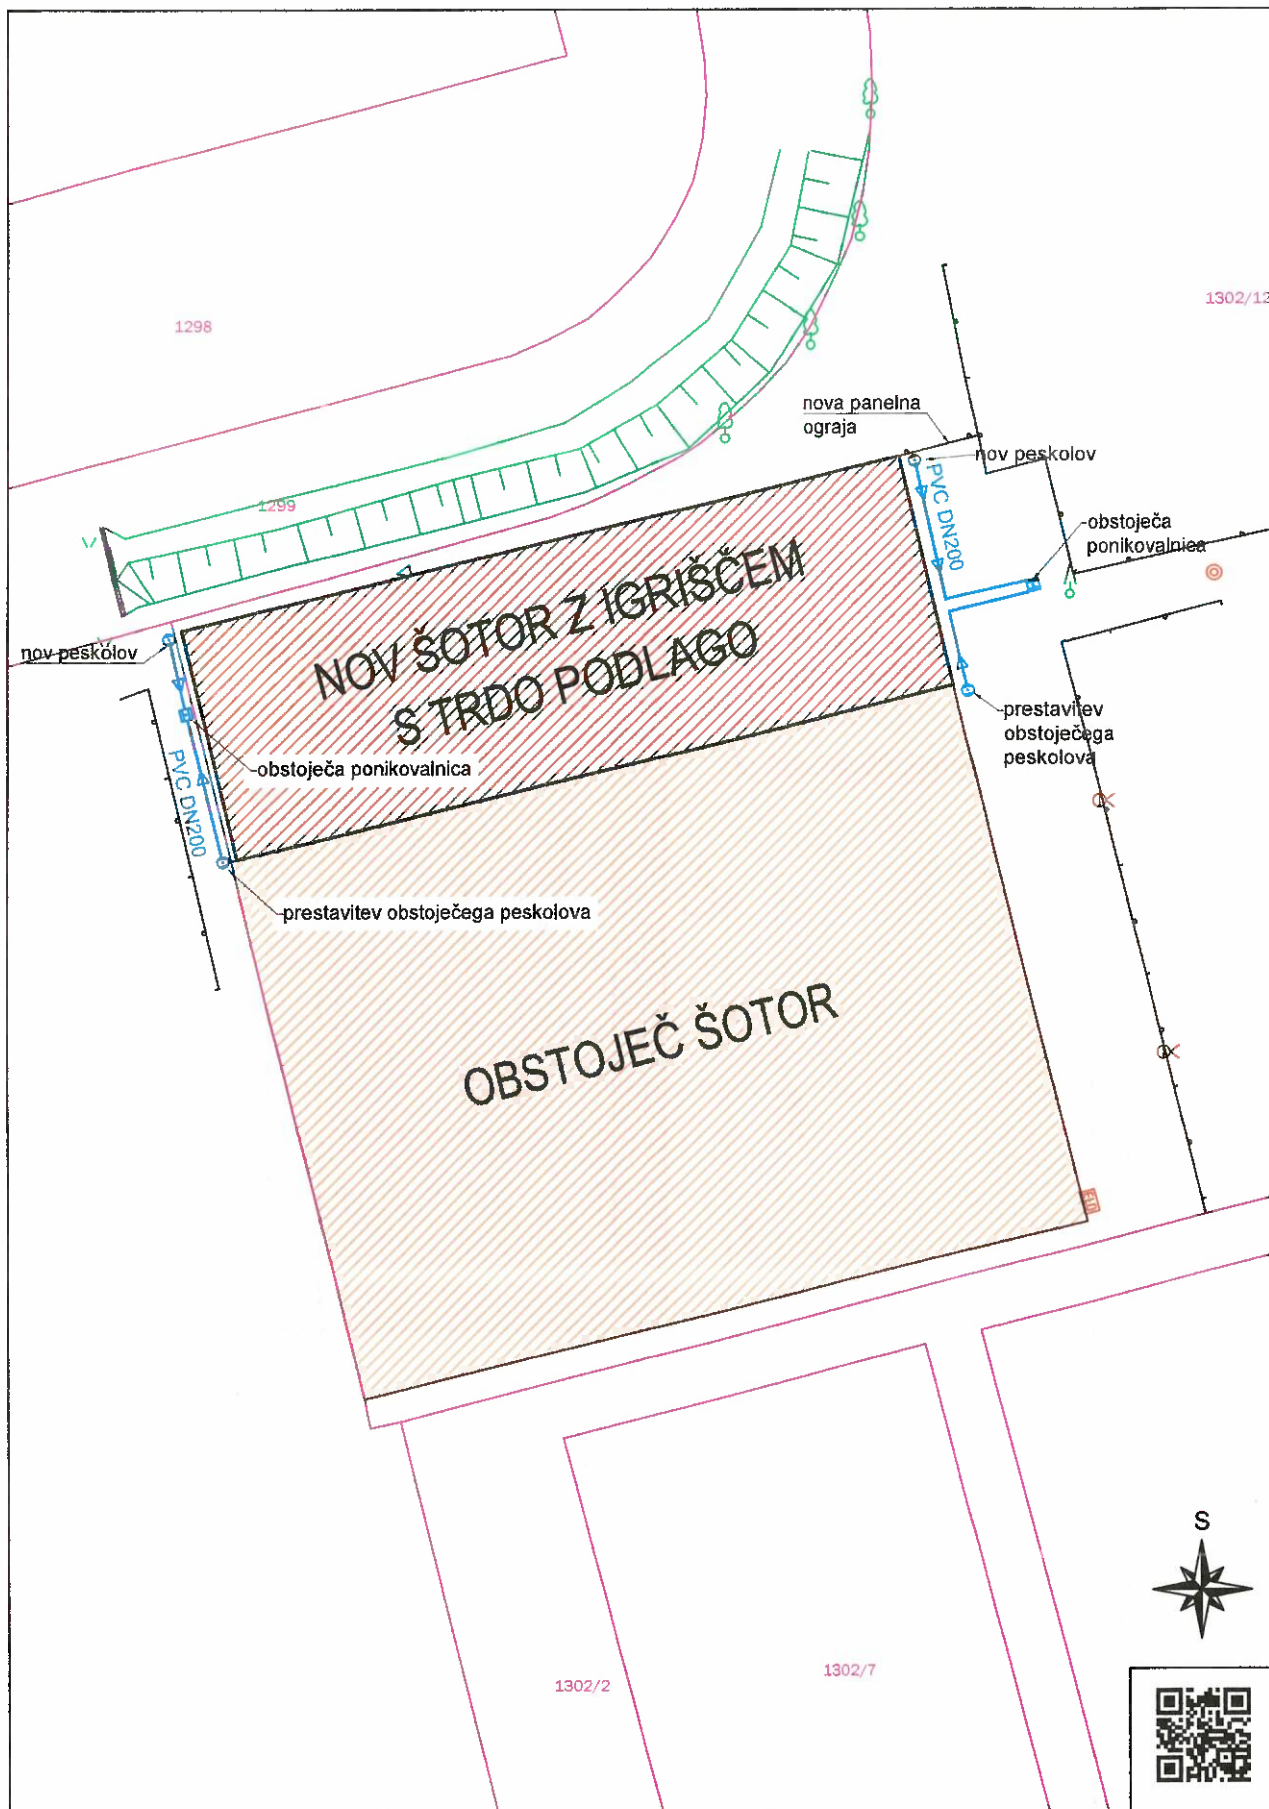 1298
1302/12
nova panelna
ograja
nov peskolov
1299
PVC DN200
obstoječa
ponikovalnica
NOV ŠOTOR Z IGRIŠČEM
S TRDO PODLAGO
nov peskolov
prestavitev
obstoječega
peskolova
obstoječa ponikovalnica
PVC DN200
prestavitev obstoječega peskolova
OBSTOJEČ ŠOTOR
S
1302/7
1302/2